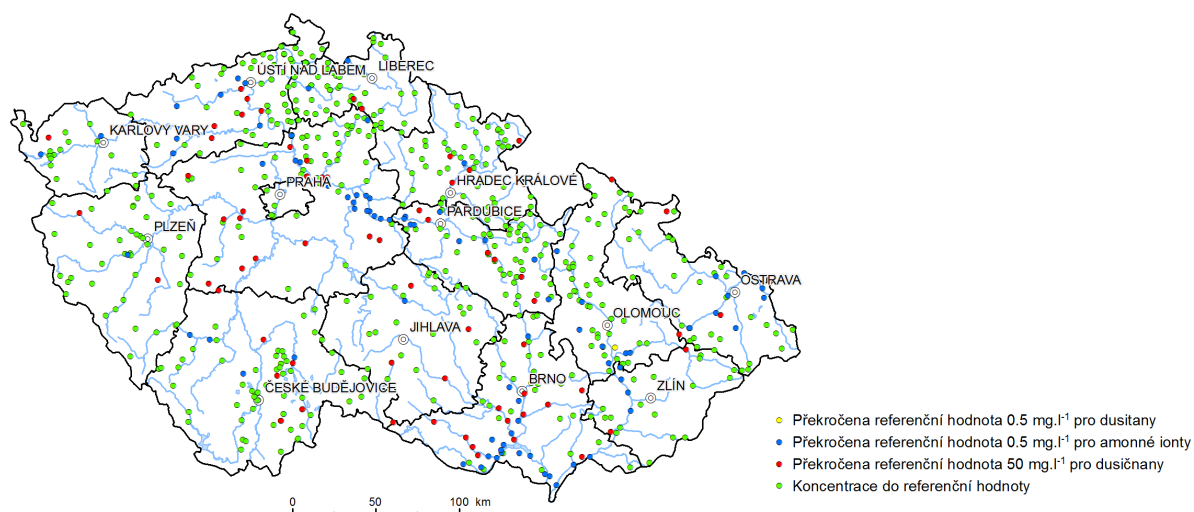 LIBEREC
ÚSTÍ NAD LABEM
KARLOVY VARY
PRAHA
HRADEC KRÁLOVÉ
PARDUBICE
PLZEŇ
OSTRAVA
OLOMOUC
JIHLAVA
BRNO
ZLÍN
ČESKÉ BUDĚJOVICE
Překročena referenční hodnota 0.5 mg.l⁻¹ pro dusitany
Překročena referenční hodnota 0.5 mg.l⁻¹ pro amonné ionty
Překročena referenční hodnota 50 mg.l⁻¹ pro dusičnany
Koncentrace do referenční hodnoty
0 50 100 km